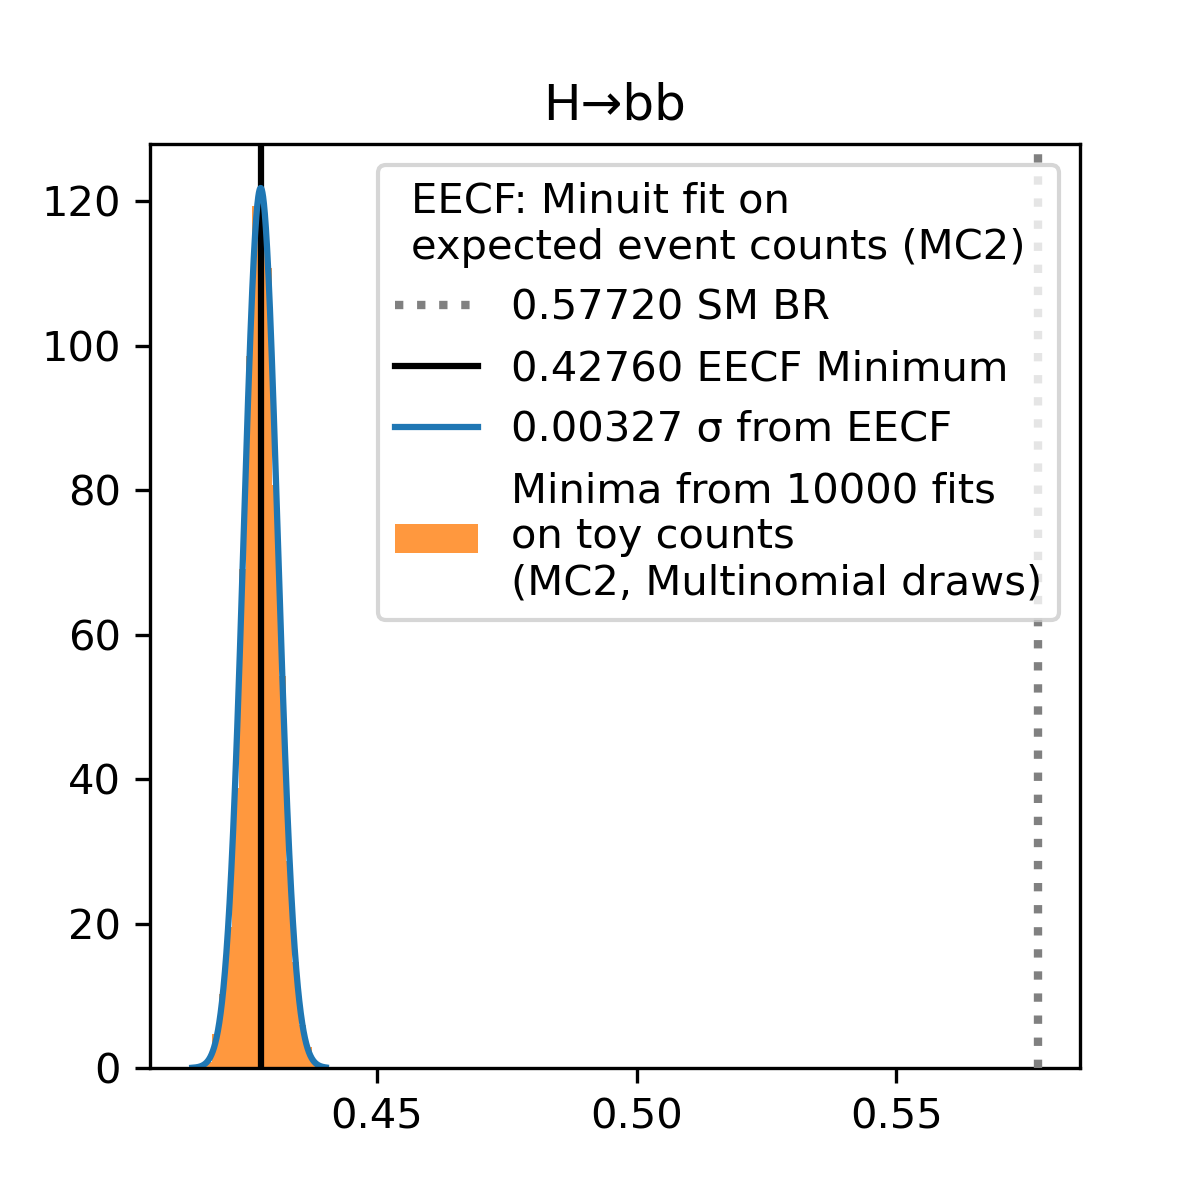 H→bb
EECF: Minuit fit on
expected event counts (MC2)
0.57720 SM BR
0.42760 EECF Minimum
0.00327 σ from EECF
Minima from 10000 fits
on toy counts
(MC2, Multinomial draws)
120
100
80
60
40
20
0
0.45 0.50 0.55